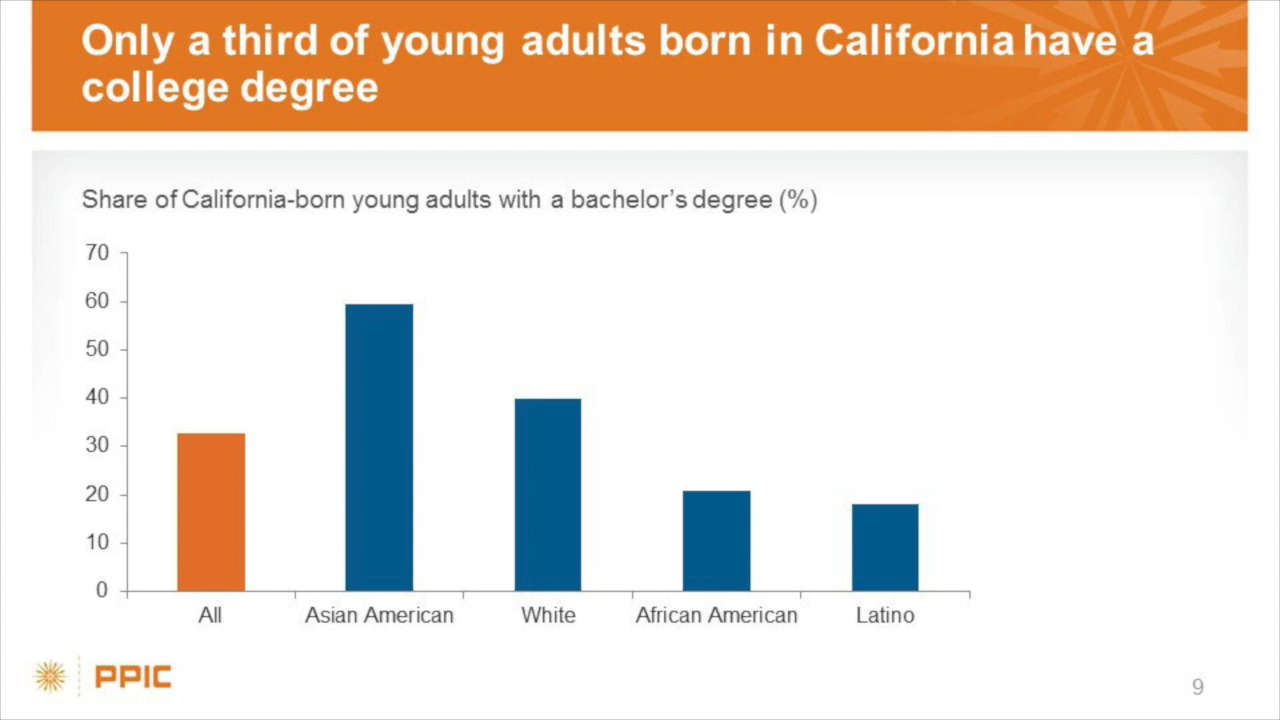 Only a third of young adults born in California have a
college degree
Share of California-born young adults with a bachelor’s degree (%)
70
60
50
40
30
20
10
0
All Asian American White African American Latino
PPIC
9